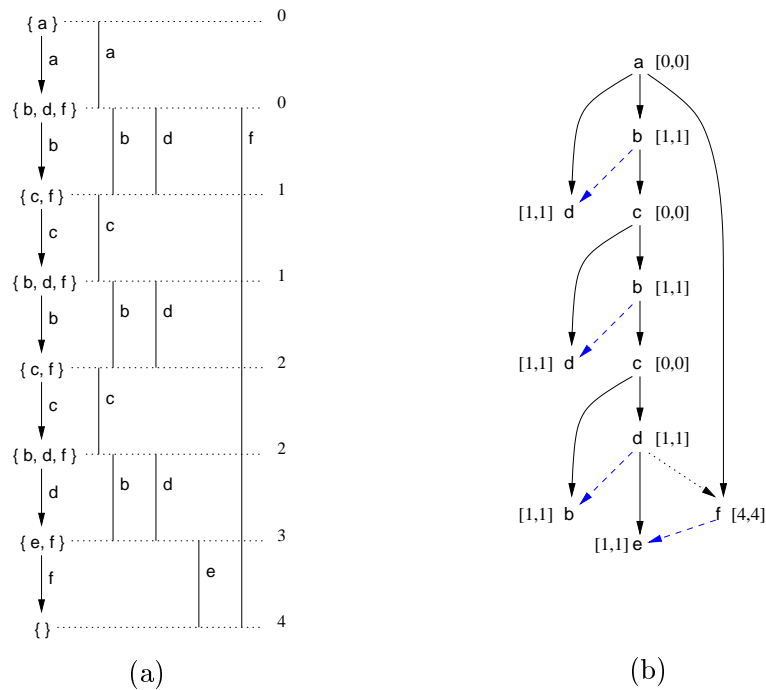 { a } 0
a a
{ b, d, f } 0
b b d f
{ c, f } 1
c c
{ b, d, f } 1
b b d
{ c, f } 2
c c
{ b, d, f } 2
d b d
{ e, f } 3
f e
{ } 4
(a)
a [0,0]
b [1,1]
[1,1] d c [0,0]
b [1,1]
[1,1] d c [0,0]
d [1,1]
[1,1] b f [4,4]
[1,1] e
(b)